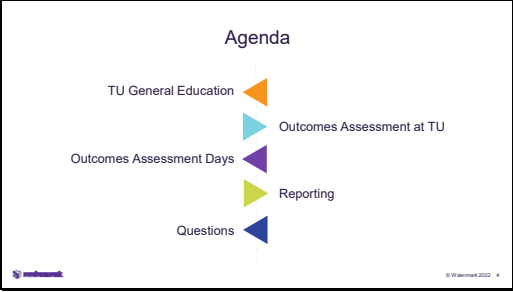 Agenda
TU General Education
Outcomes Assessment at TU
Outcomes Assessment Days
Reporting
Questions
© Watermark 2022 4